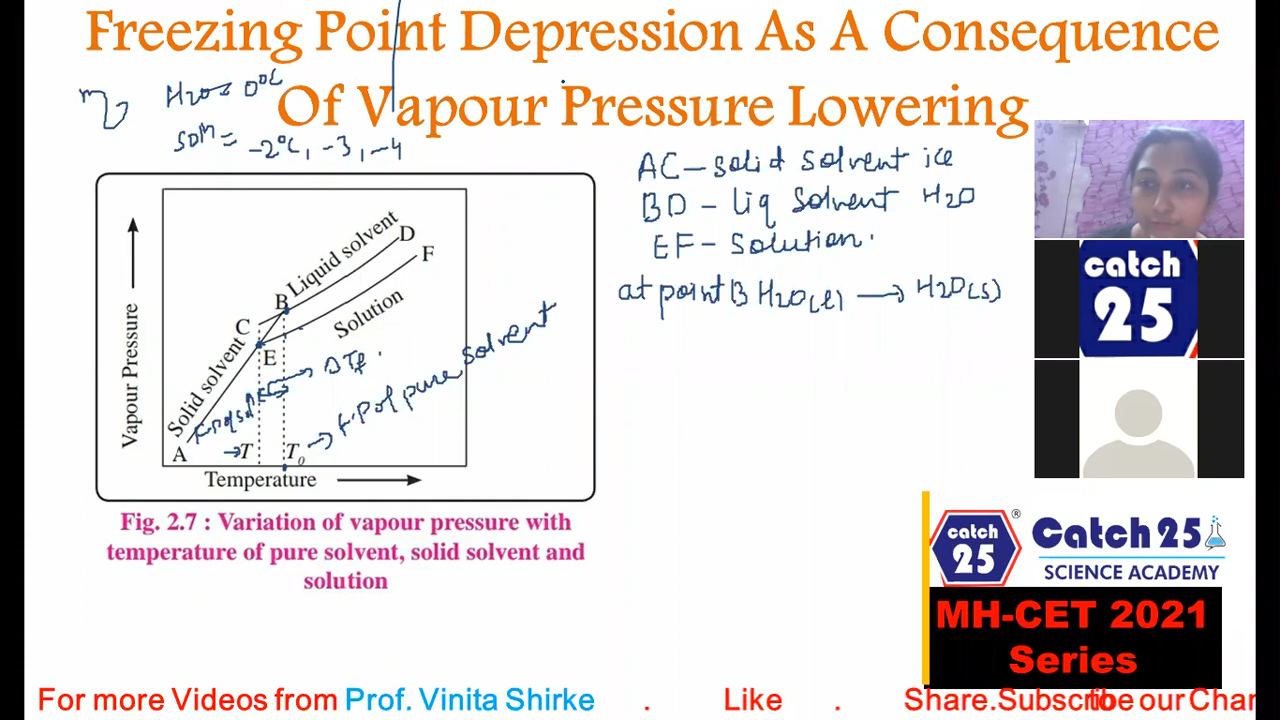 Freezing Point Depression As A Consequence
Of Vapour Pressure Lowering
H2O = 0°C
soln = -2°C, -3, -4
AC - solid solvent ice
BD - Liq solvent H2O
EF - Solution.
at point B H2O(l) → H2O(s)
Vapour Pressure
Solid solvent
Liquid solvent
Solution
A
B
C
D
E
F
ΔTf
F.P of pure solvent
→T
T₀
Temperature
Fig. 2.7 : Variation of vapour pressure with
temperature of pure solvent, solid solvent and
solution
catch
25
catch
25
®
Catch 25
SCIENCE ACADEMY
MH-CET 2021
Series
For more Videos from Prof. Vinita Shirke . Like . Share.Subscribe our Chan